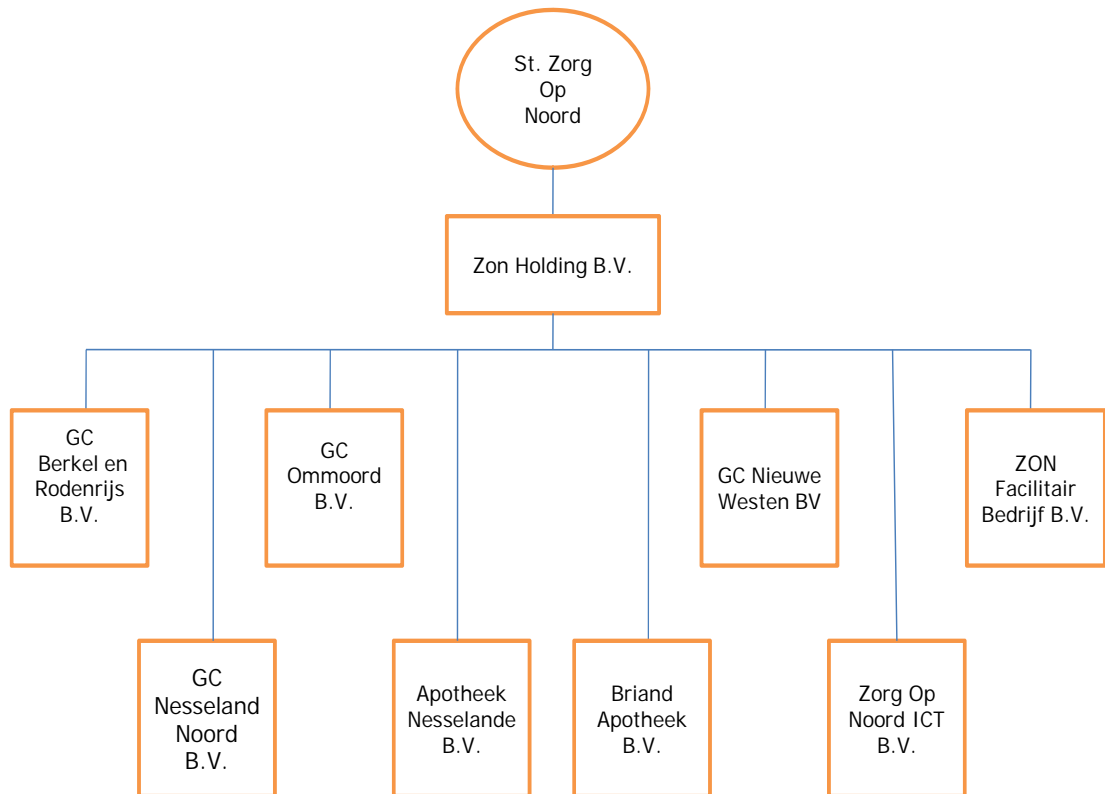 St. Zorg
Op
Noord
Zon Holding B.V.
GC
Berkel en
Rodenrijs
B.V.
GC
Ommoord
B.V.
GC Nieuwe
Westen BV
ZON
Facilitair
Bedrijf B.V.
GC
Nesseland
Noord
B.V.
Apotheek
Nesselande
B.V.
Briand
Apotheek
B.V.
Zorg Op
Noord ICT
B.V.